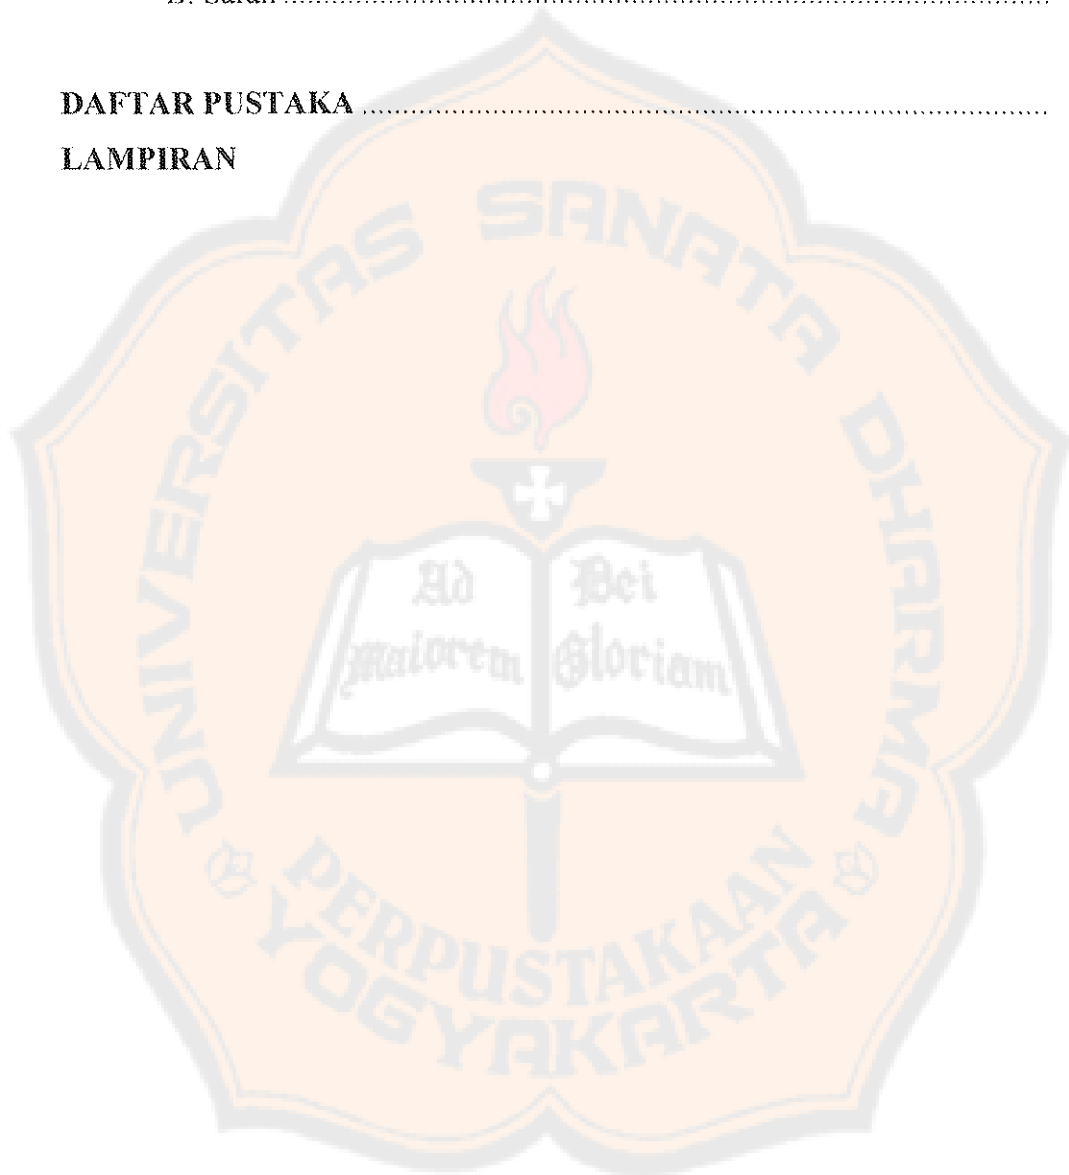 B. Saran ........................................................................................
DAFTAR PUSTAKA ........................................................................................
LAMPIRAN
UNIVERSITAS SANATA DHARMA
Ad Dei
Maiorem Gloriam
PERPUSTAKAAN
YOGYAKARTA